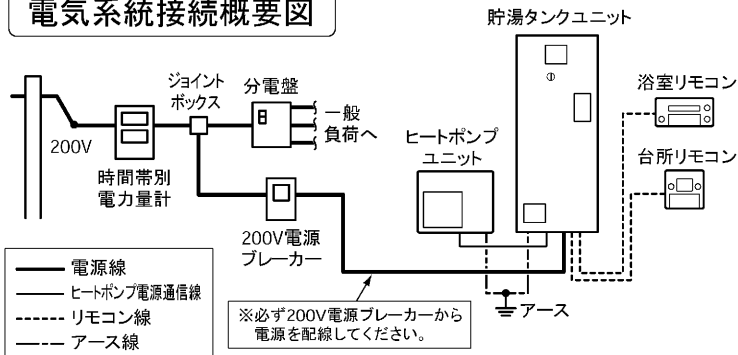 電気系統接続概要図
貯湯タンクユニット
ジョイント
ボックス
分電盤
一般
負荷へ
200V
時間帯別
電力量計
ヒートポンプ
ユニット
浴室リモコン
台所リモコン
200V電源
ブレーカー
電源線
ヒートポンプ電源通信線
リモコン線
アース線
※必ず200V電源ブレーカーから
電源を配線してください。
アース